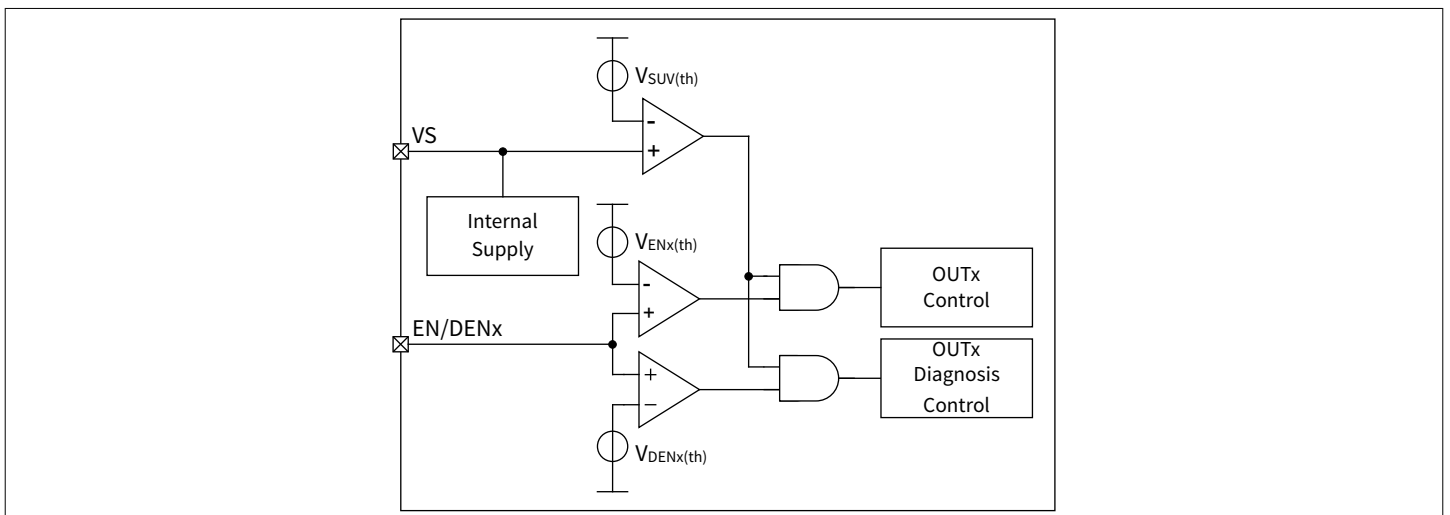 VSUV(th)
-
+
VS
Internal
Supply
VENx(th)
-
+
EN/DENx
+
−
VDENx(th)
OUTx
Control
OUTx
Diagnosis
Control